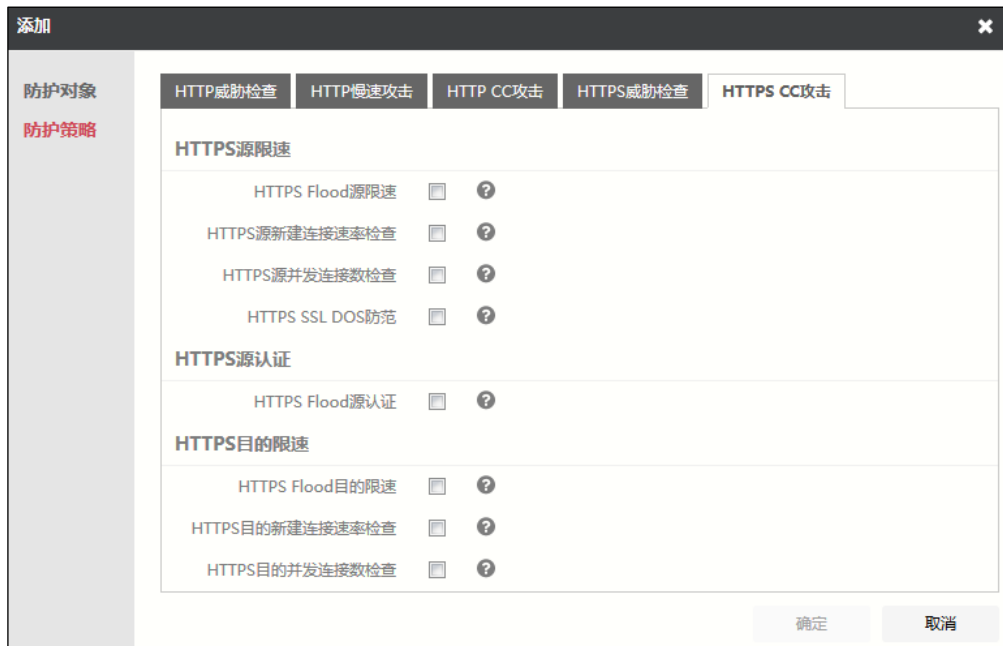 添加
防护对象
防护策略
HTTP威胁检查 HTTP慢速攻击 HTTP CC攻击 HTTPS威胁检查 HTTPS CC攻击
HTTPS源限速
HTTPS Flood源限速
HTTPS源新建连接速率检查
HTTPS源并发连接数检查
HTTPS SSL DOS防范
HTTPS源认证
HTTPS Flood源认证
HTTPS目的限速
HTTPS Flood目的限速
HTTPS目的新建连接速率检查
HTTPS目的并发连接数检查
确定 取消